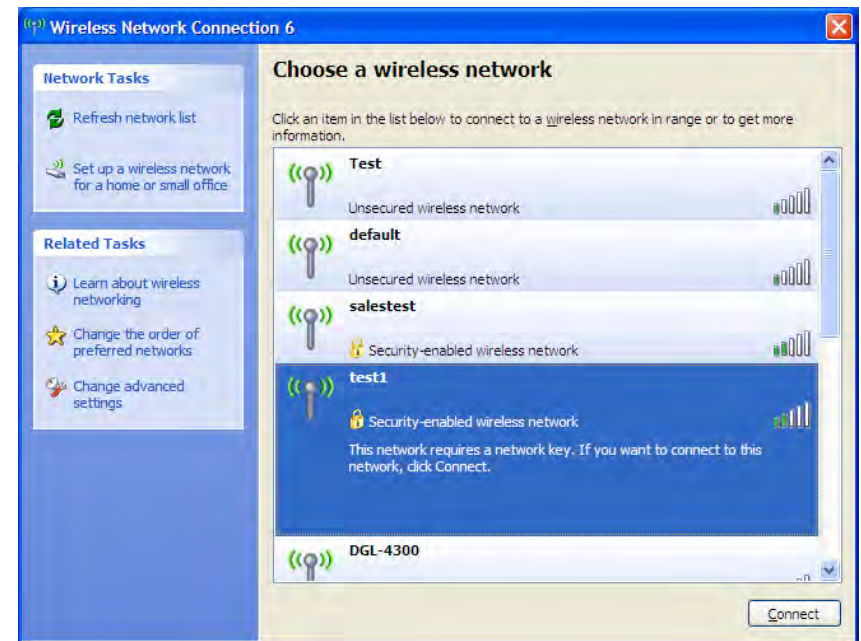 Wireless Network Connection 6
Network Tasks
Refresh network list
Set up a wireless network
for a home or small office
Related Tasks
Learn about wireless
networking
Change the order of
preferred networks
Change advanced
settings
Choose a wireless network
Click an item in the list below to connect to a wireless network in range or to get more
information.
Test
Unsecured wireless network
default
Unsecured wireless network
salestest
Security-enabled wireless network
test1
Security-enabled wireless network
This network requires a network key. If you want to connect to this
network, click Connect.
DGL-4300
Connect